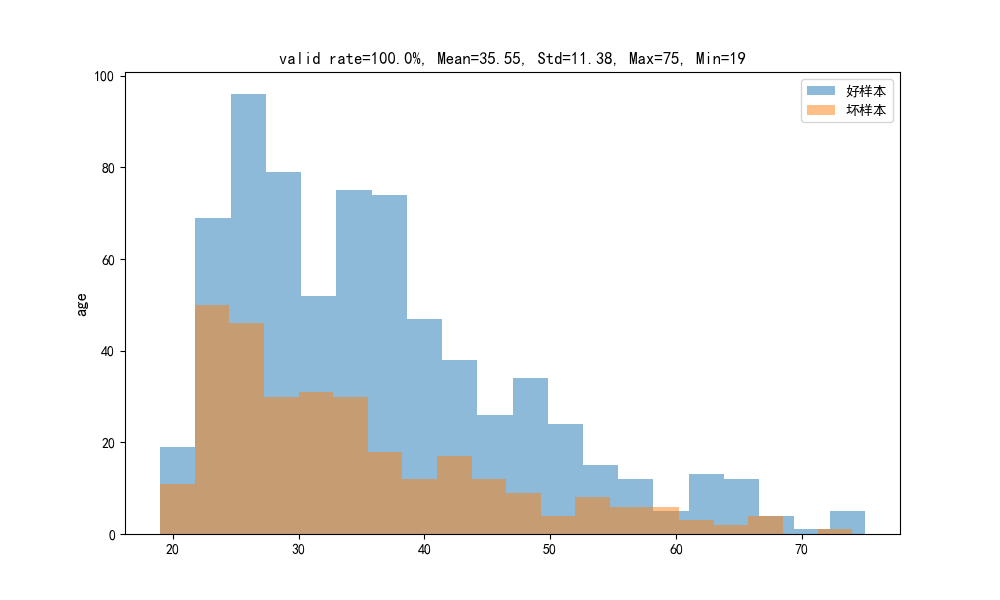 valid rate=100.0%, Mean=35.55, Std=11.38, Max=75, Min=19
好样本
坏样本
100
80
60
40
20
0
age
20 30 40 50 60 70